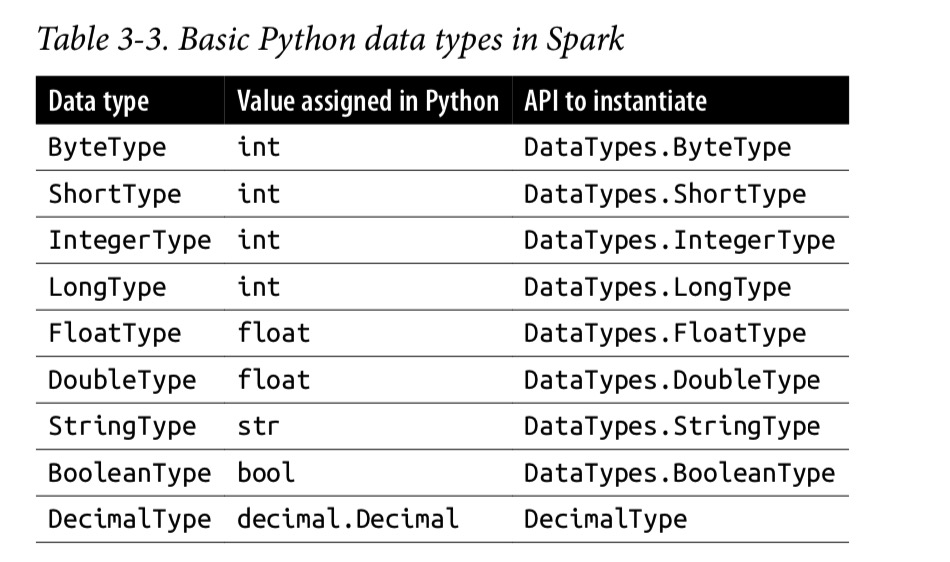 Table 3-3. Basic Python data types in Spark
Data type Value assigned in Python API to instantiate
ByteType int DataTypes.ByteType
ShortType int DataTypes.ShortType
IntegerType int DataTypes.IntegerType
LongType int DataTypes.LongType
FloatType float DataTypes.FloatType
DoubleType float DataTypes.DoubleType
StringType str DataTypes.StringType
BooleanType bool DataTypes.BooleanType
DecimalType decimal.Decimal DecimalType